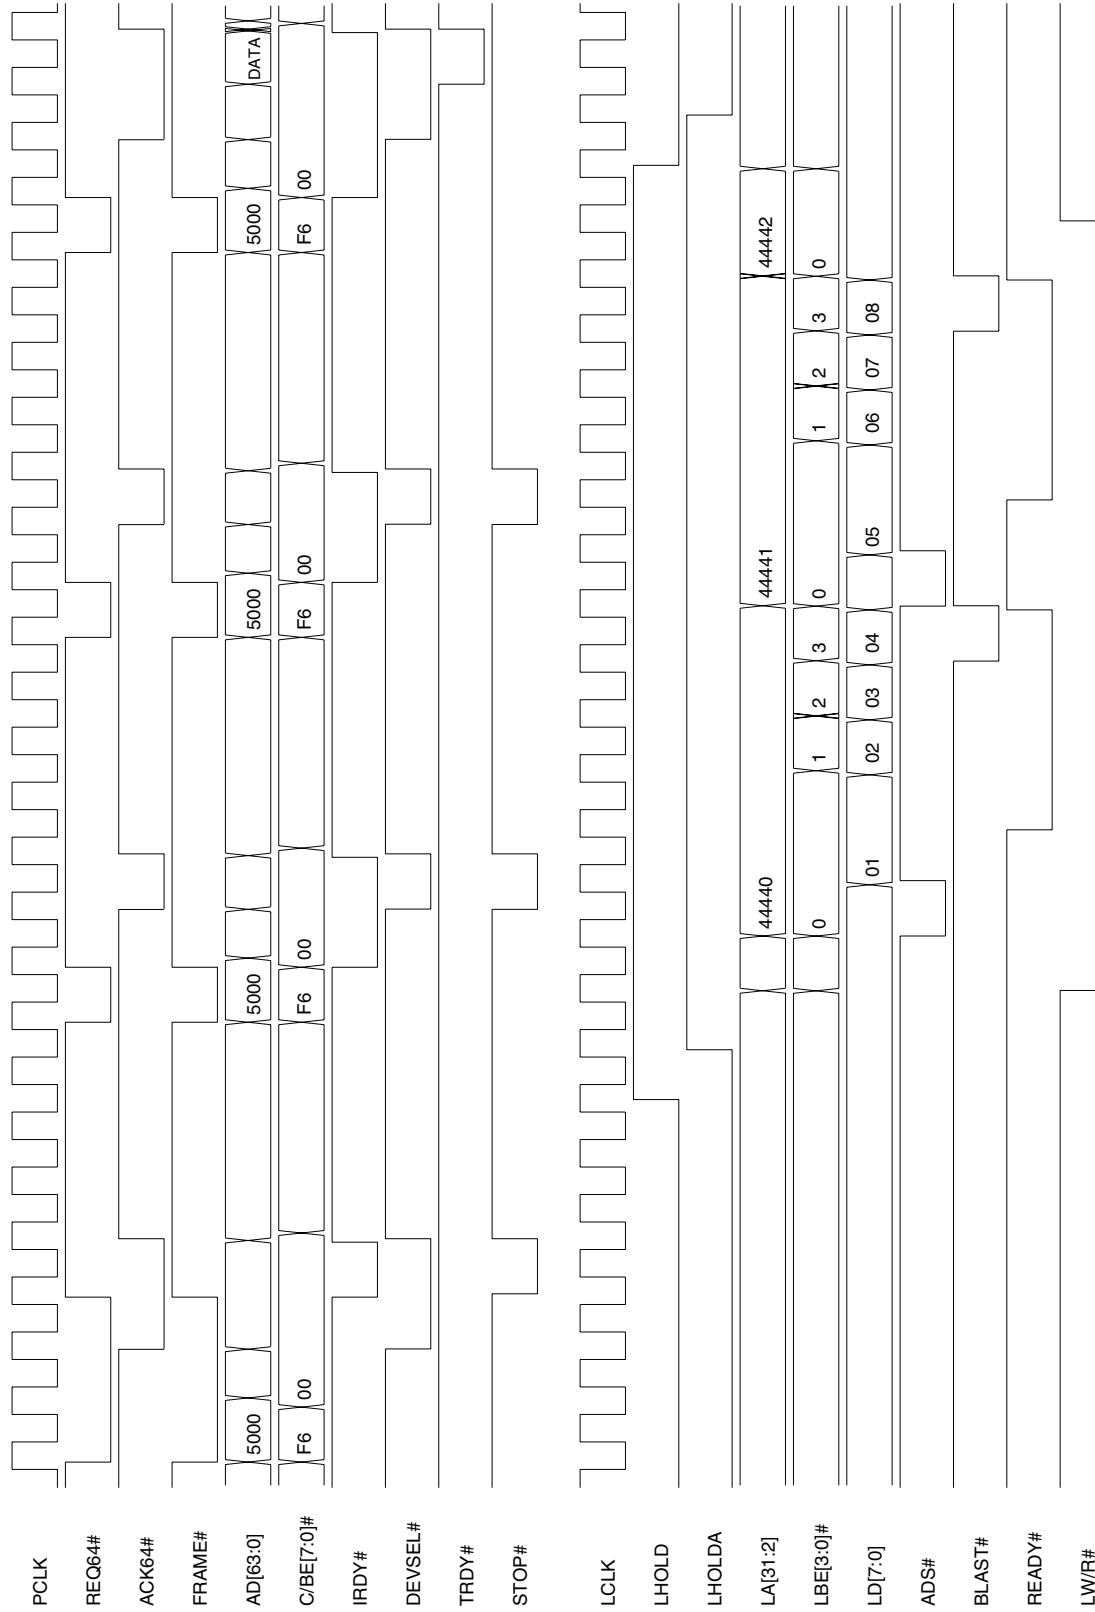 PCLK
REQ64#
ACK64#
FRAME#
AD[63:0] 5000 5000 5000 5000 DATA
C/BE[7:0]# F6 00 F6 00 F6 00 F6 00
IRDY#
DEVSEL#
TRDY#
STOP#
LCLK
LHOLD
LHOLDA
LA[31:2] 44440 44441 44442
LBE[3:0]# 0 1 2 3 0 1 2 3 0
LD[7:0] 01 02 03 04 05 06 07 08
ADS#
BLAST#
READY#
LW/R#